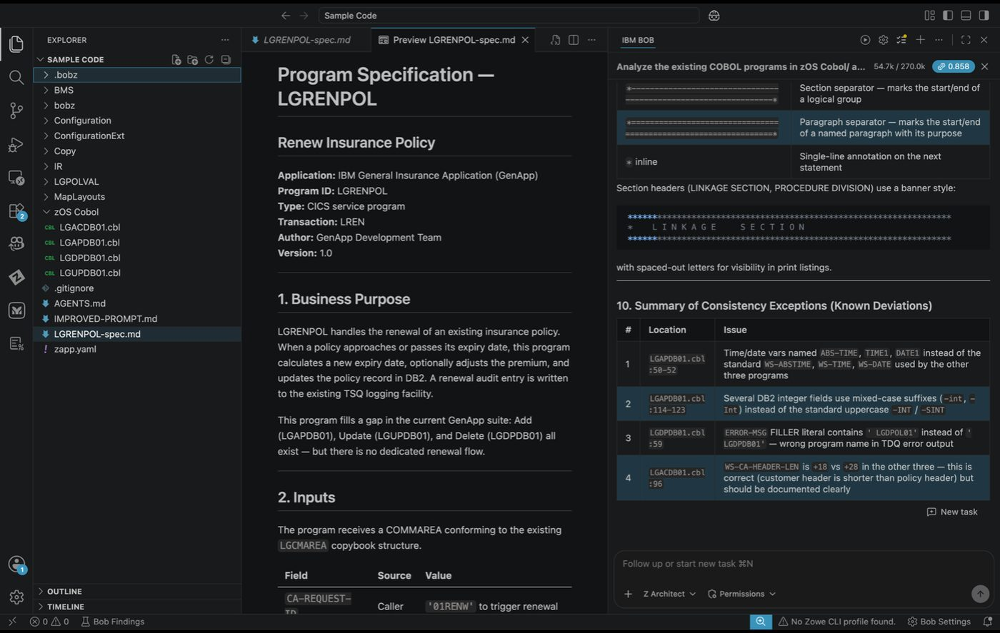 Sample Code
EXPLORER
SAMPLE CODE
.bobz
BMS
bobz
Configuration
ConfigurationExt
Copy
IR
LGPOLVAL
MapLayouts
zOS Cobol
CBL LGACDB01.cbl
CBL LGAPDB01.cbl
CBL LGDPDB01.cbl
CBL LGUPDB01.cbl
.gitignore
AGENTS.md
IMPROVED-PROMPT.md
LGRENPOL-spec.md
! zapp.yaml
OUTLINE
TIMELINE
2
1
LGRENPOL-spec.md
Preview LGRENPOL-spec.md
Program Specification —
LGRENPOL
Renew Insurance Policy
Application: IBM General Insurance Application (GenApp)
Program ID: LGRENPOL
Type: CICS service program
Transaction: LREN
Author: GenApp Development Team
Version: 1.0
1. Business Purpose
LGRENPOL handles the renewal of an existing insurance policy.
When a policy approaches or passes its expiry date, this program
calculates a new expiry date, optionally adjusts the premium, and
updates the policy record in DB2. A renewal audit entry is written
to the existing TSQ logging facility.
This program fills a gap in the current GenApp suite: Add
(LGAPDB01), Update (LGUPDB01), and Delete (LGDPDB01) all
exist — but there is no dedicated renewal flow.
2. Inputs
The program receives a COMMAREA conforming to the existing
LGCMAREA copybook structure.
Field Source Value
CA-REQUEST-
ID
Caller '01RENW' to trigger renewal
IBM BOB
Analyze the existing COBOL programs in zOS Cobol/ a... 54.7k / 270.0k 0.858
Section separator — marks the start/end of
a logical group
Paragraph separator — marks the start/end
of a named paragraph with its purpose
* inline
Single-line annotation on the next
statement
Section headers (LINKAGE SECTION, PROCEDURE DIVISION) use a banner style:
* L I N K A G E   S E C T I O N
with spaced-out letters for visibility in print listings.
10. Summary of Consistency Exceptions (Known Deviations)
# Location Issue
1
LGAPDB01.cbl
:50-52
Time/date vars named ABS-TIME, TIME1, DATE1 instead of the
standard WS-ABSTIME, WS-TIME, WS-DATE used by the other
three programs
2
LGAPDB01.cbl
:114-123
Several DB2 integer fields use mixed-case suffixes (-int, -
Int) instead of the standard uppercase -INT / -SINT
3
LGDPDB01.cbl
:59
ERROR-MSG FILLER literal contains ' LGDPOL01' instead of '
LGDPDB01' — wrong program name in TDQ error output
4
LGACDB01.cbl
:96
WS-CA-HEADER-LEN is +18 vs +28 in the other three — this is
correct (customer header is shorter than policy header) but
should be documented clearly
New task
Follow up or start new task ⌘N
Z Architect
Permissions
0 0 Bob Findings
No Zowe CLI profile found.
Bob Settings